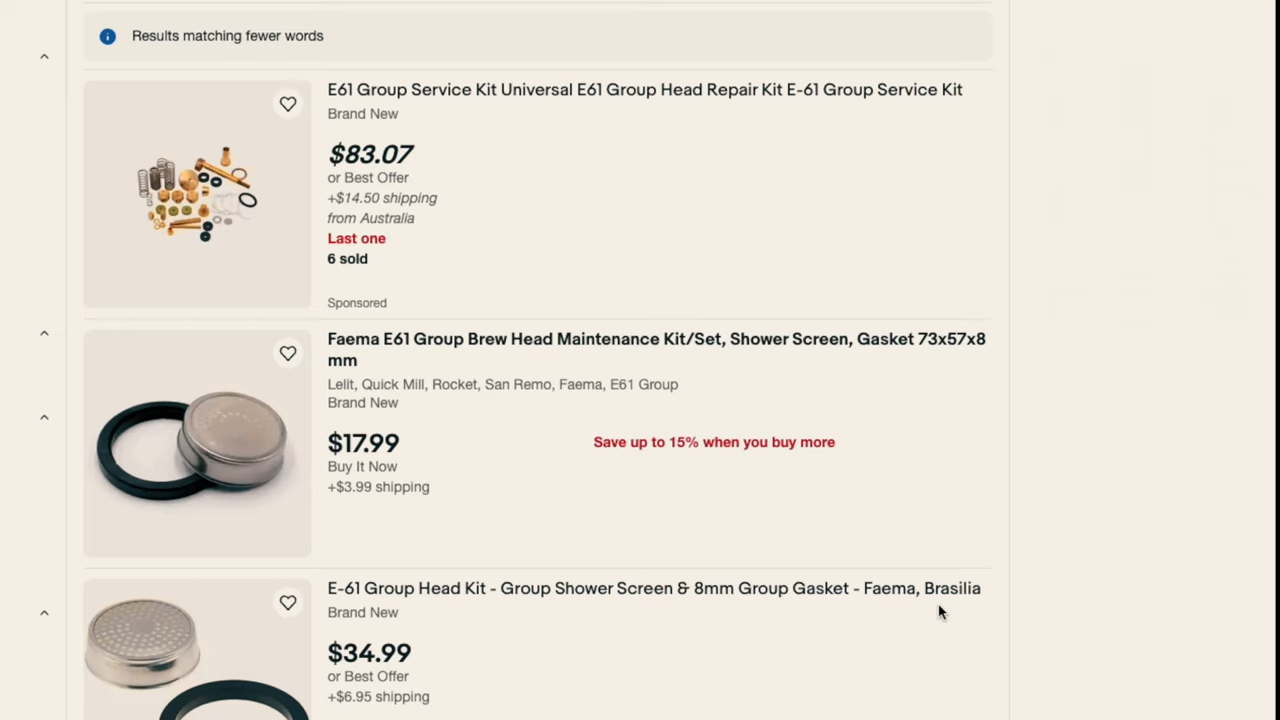 Results matching fewer words
E61 Group Service Kit Universal E61 Group Head Repair Kit E-61 Group Service Kit
Brand New
$83.07
or Best Offer
+$14.50 shipping
from Australia
Last one
6 sold
Sponsored
Faema E61 Group Brew Head Maintenance Kit/Set, Shower Screen, Gasket 73x57x8
mm
Lelit, Quick Mill, Rocket, San Remo, Faema, E61 Group
Brand New
$17.99
Save up to 15% when you buy more
Buy It Now
+$3.99 shipping
E-61 Group Head Kit - Group Shower Screen & 8mm Group Gasket - Faema, Brasilia
Brand New
$34.99
or Best Offer
+$6.95 shipping